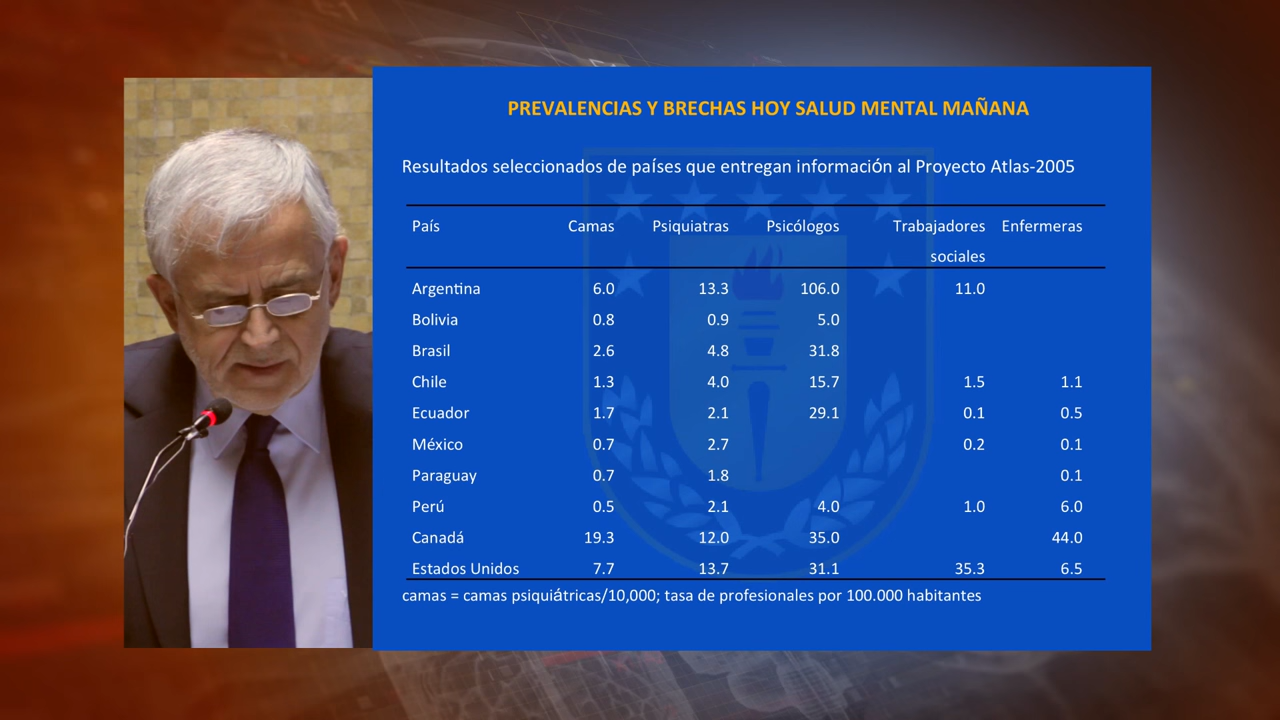 PREVALENCIAS Y BRECHAS HOY SALUD MENTAL MAÑANA
Resultados seleccionados de países que entregan información al Proyecto Atlas-2005
País Camas Psiquiatras Psicólogos Trabajadores sociales Enfermeras
Argentina 6.0 13.3 106.0 11.0
Bolivia 0.8 0.9 5.0
Brasil 2.6 4.8 31.8
Chile 1.3 4.0 15.7 1.5 1.1
Ecuador 1.7 2.1 29.1 0.1 0.5
México 0.7 2.7 0.2 0.1
Paraguay 0.7 1.8 0.1
Perú 0.5 2.1 4.0 1.0 6.0
Canadá 19.3 12.0 35.0 44.0
Estados Unidos 7.7 13.7 31.1 35.3 6.5
camas = camas psiquiátricas/10,000; tasa de profesionales por 100.000 habitantes